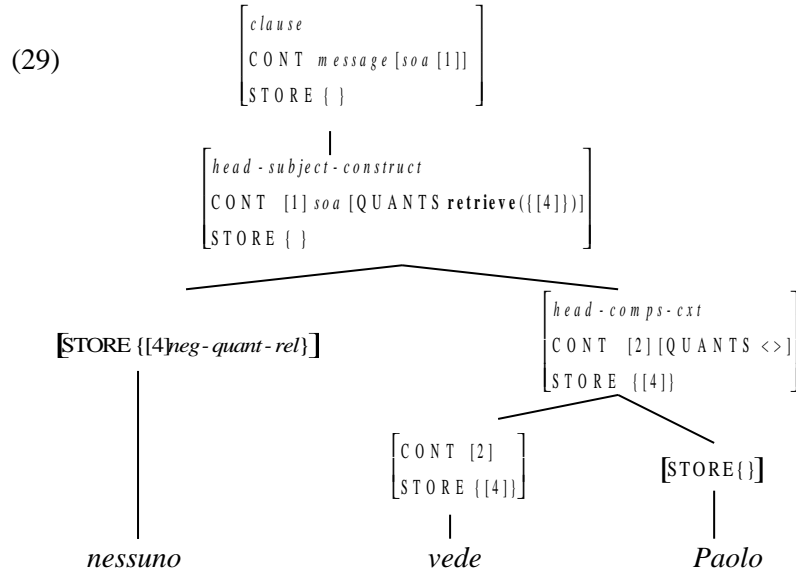 (29)
clause
CONT message [soa [1]]
STORE { }
head-subject-construct
CONT [1] soa [QUANTS retrieve({[4]})]
STORE { }
[STORE {[4]neg-quant-rel}]
head-comps-cxt
CONT [2] [QUANTS <>]
STORE {[4]}
CONT [2]
STORE {[4]}
[STORE{}]
nessuno vede Paolo